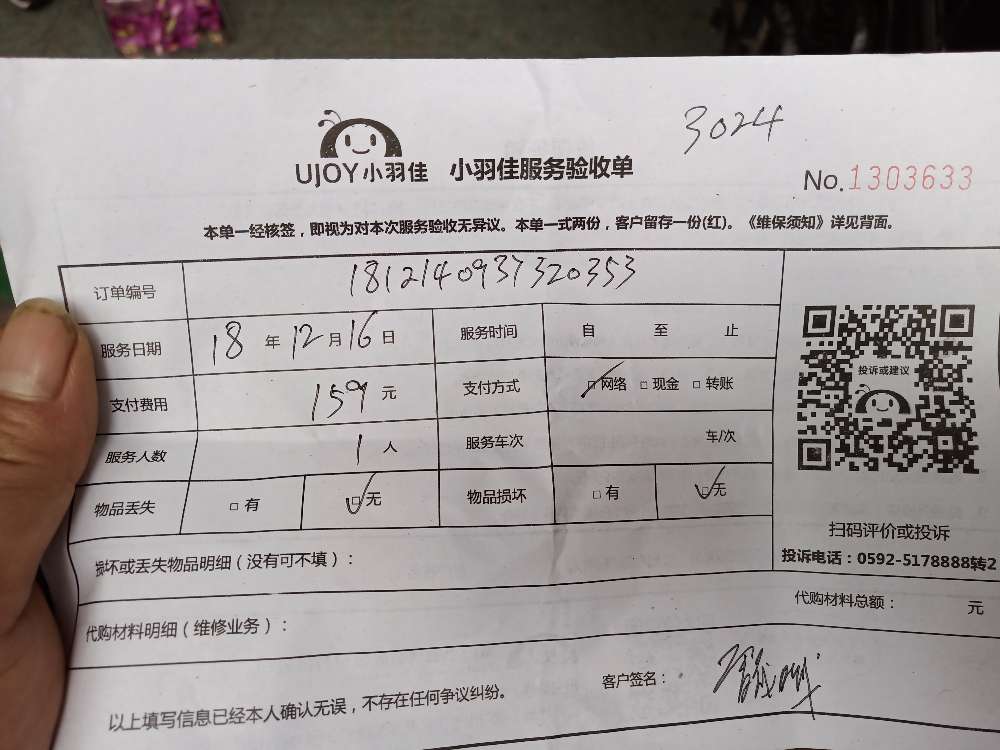 3024
UJOY小羽佳 小羽佳服务验收单
No.1303633
本单一经核签，即视为对本次服务验收无异议。本单一式两份，客户留存一份(红)。《维保须知》详见背面。
订单编号 1812140937320353
服务日期 18年12月16日 服务时间 自 至 止
支付费用 159元 支付方式 网络 现金 转账
投诉或建议
服务人数 1人 服务车次 车/次
物品丢失 有 无 物品损坏 有 无
扫码评价或投诉
投诉电话：0592-5178888转2
损坏或丢失物品明细（没有可不填）：
代购材料明细（维修业务）： 代购材料总额： 元
客户签名：
以上填写信息已经本人确认无误，不存在任何争议纠纷。